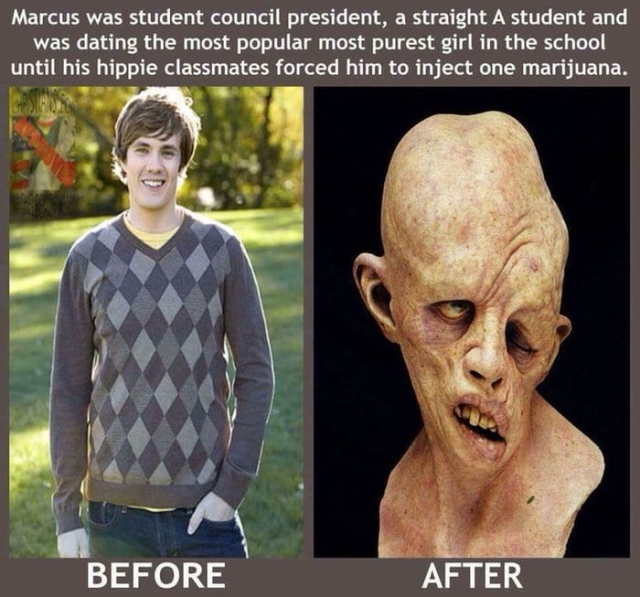 Marcus was student council president, a straight A student and
was dating the most popular most purest girl in the school
until his hippie classmates forced him to inject one marijuana.
BEFORE
AFTER